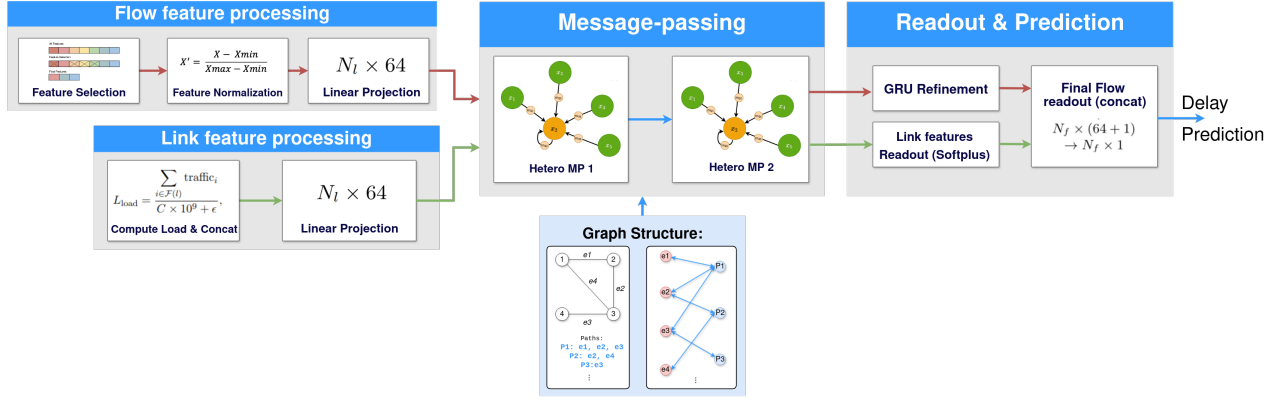 Flow feature processing
Feature Selection
X' = (X − Xmin) / (Xmax − Xmin)
Feature Normalization
N_l × 64
Linear Projection
Link feature processing
L_load = ∑_{i∈F(l)} traffic_i / (C × 10^9 + ϵ),
Compute Load & Concat
N_l × 64
Linear Projection
Message-passing
Hetero MP 1
Hetero MP 2
Graph Structure:
1
e1
2
e4
e2
4
e3
3
Paths:
P1: e1, e2, e3
P2: e2, e4
P3:e3
⋮
e1
P1
e2
P2
e3
P3
e4
⋮
Readout & Prediction
GRU Refinement
Link features
Readout (Softplus)
Final Flow
readout (concat)
N_f × (64 + 1)
→ N_f × 1
Delay
Prediction